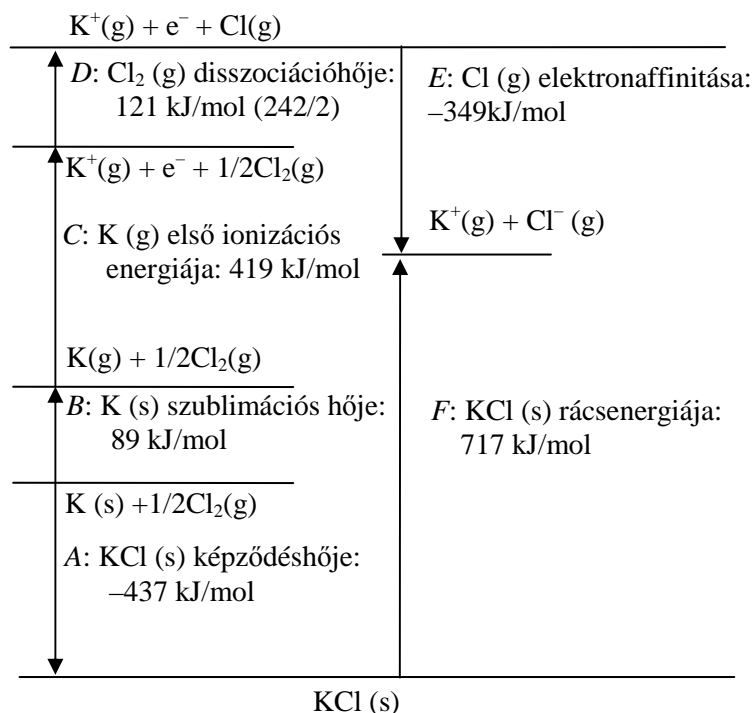 K⁺(g) + e⁻ + Cl(g)
D: Cl₂ (g) disszociációhője:
121 kJ/mol (242/2)
K⁺(g) + e⁻ + 1/2Cl₂(g)
C: K (g) első ionizációs
energiája: 419 kJ/mol
K(g) + 1/2Cl₂(g)
B: K (s) szublimációs hője:
89 kJ/mol
K (s) +1/2Cl₂(g)
A: KCl (s) képződéshője:
–437 kJ/mol
E: Cl (g) elektronaffinitása:
–349kJ/mol
K⁺(g) + Cl⁻ (g)
F: KCl (s) rácsenergiája:
717 kJ/mol
KCl (s)